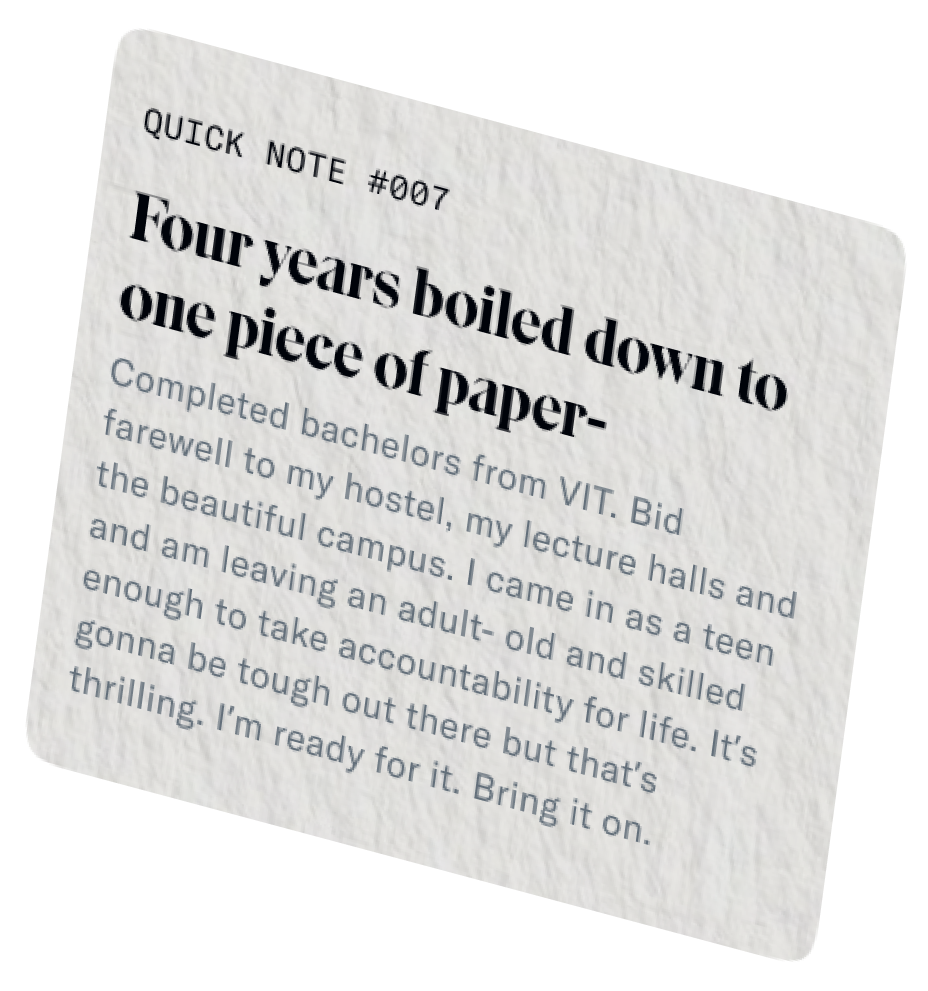 QUICK NOTE #007
Four years boiled down to
one piece of paper-
Completed bachelors from VIT. Bid
farewell to my hostel, my lecture halls and
the beautiful campus. I came in as a teen
and am leaving an adult- old and skilled
enough to take accountability for life. It's
gonna be tough out there but that's
thrilling. I'm ready for it. Bring it on.